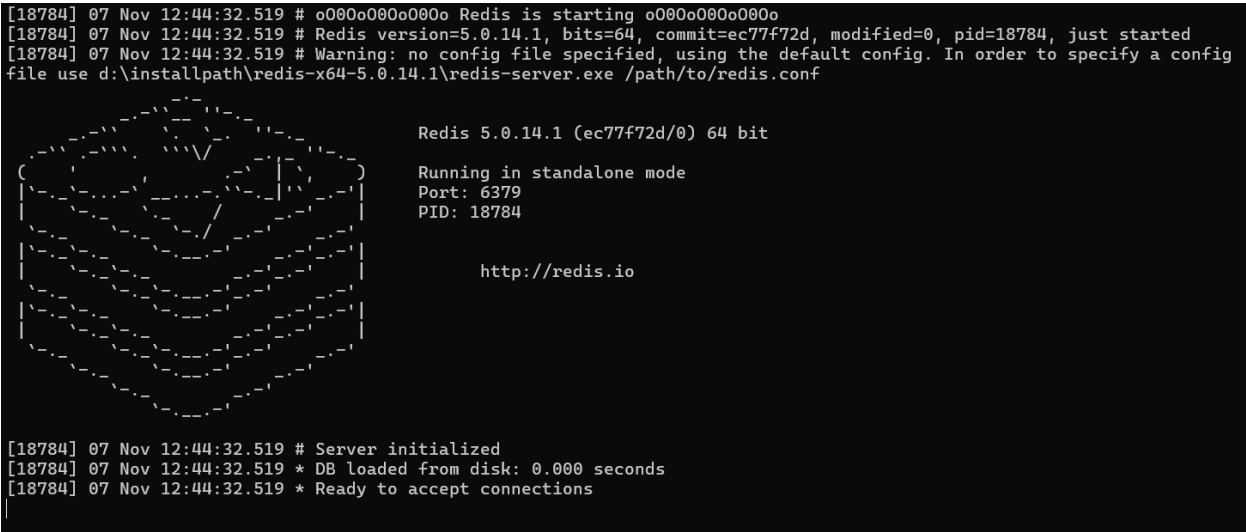 [18784] 07 Nov 12:44:32.519 # oO0OoO0OoO0Oo Redis is starting oO0OoO0OoO0Oo
[18784] 07 Nov 12:44:32.519 # Redis version=5.0.14.1, bits=64, commit=ec77f72d, modified=0, pid=18784, just started
[18784] 07 Nov 12:44:32.519 # Warning: no config file specified, using the default config. In order to specify a config
file use d:\installpath\redis-x64-5.0.14.1\redis-server.exe /path/to/redis.conf
Redis 5.0.14.1 (ec77f72d/0) 64 bit
Running in standalone mode
Port: 6379
PID: 18784
http://redis.io
[18784] 07 Nov 12:44:32.519 # Server initialized
[18784] 07 Nov 12:44:32.519 * DB loaded from disk: 0.000 seconds
[18784] 07 Nov 12:44:32.519 * Ready to accept connections